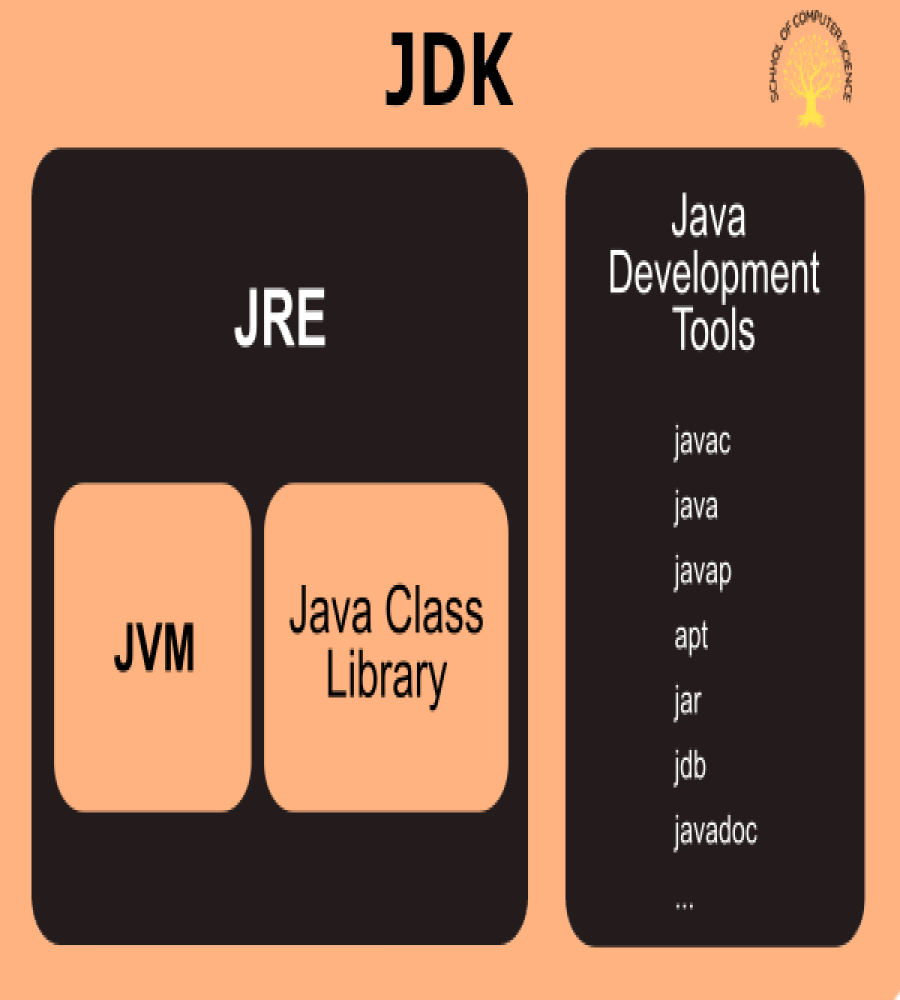 JDK
SCHHOL OF COMPUTER SCIENCE
JRE
JVM
Java Class
Library
Java
Development
Tools
javac
java
javap
apt
jar
jdb
javadoc
...